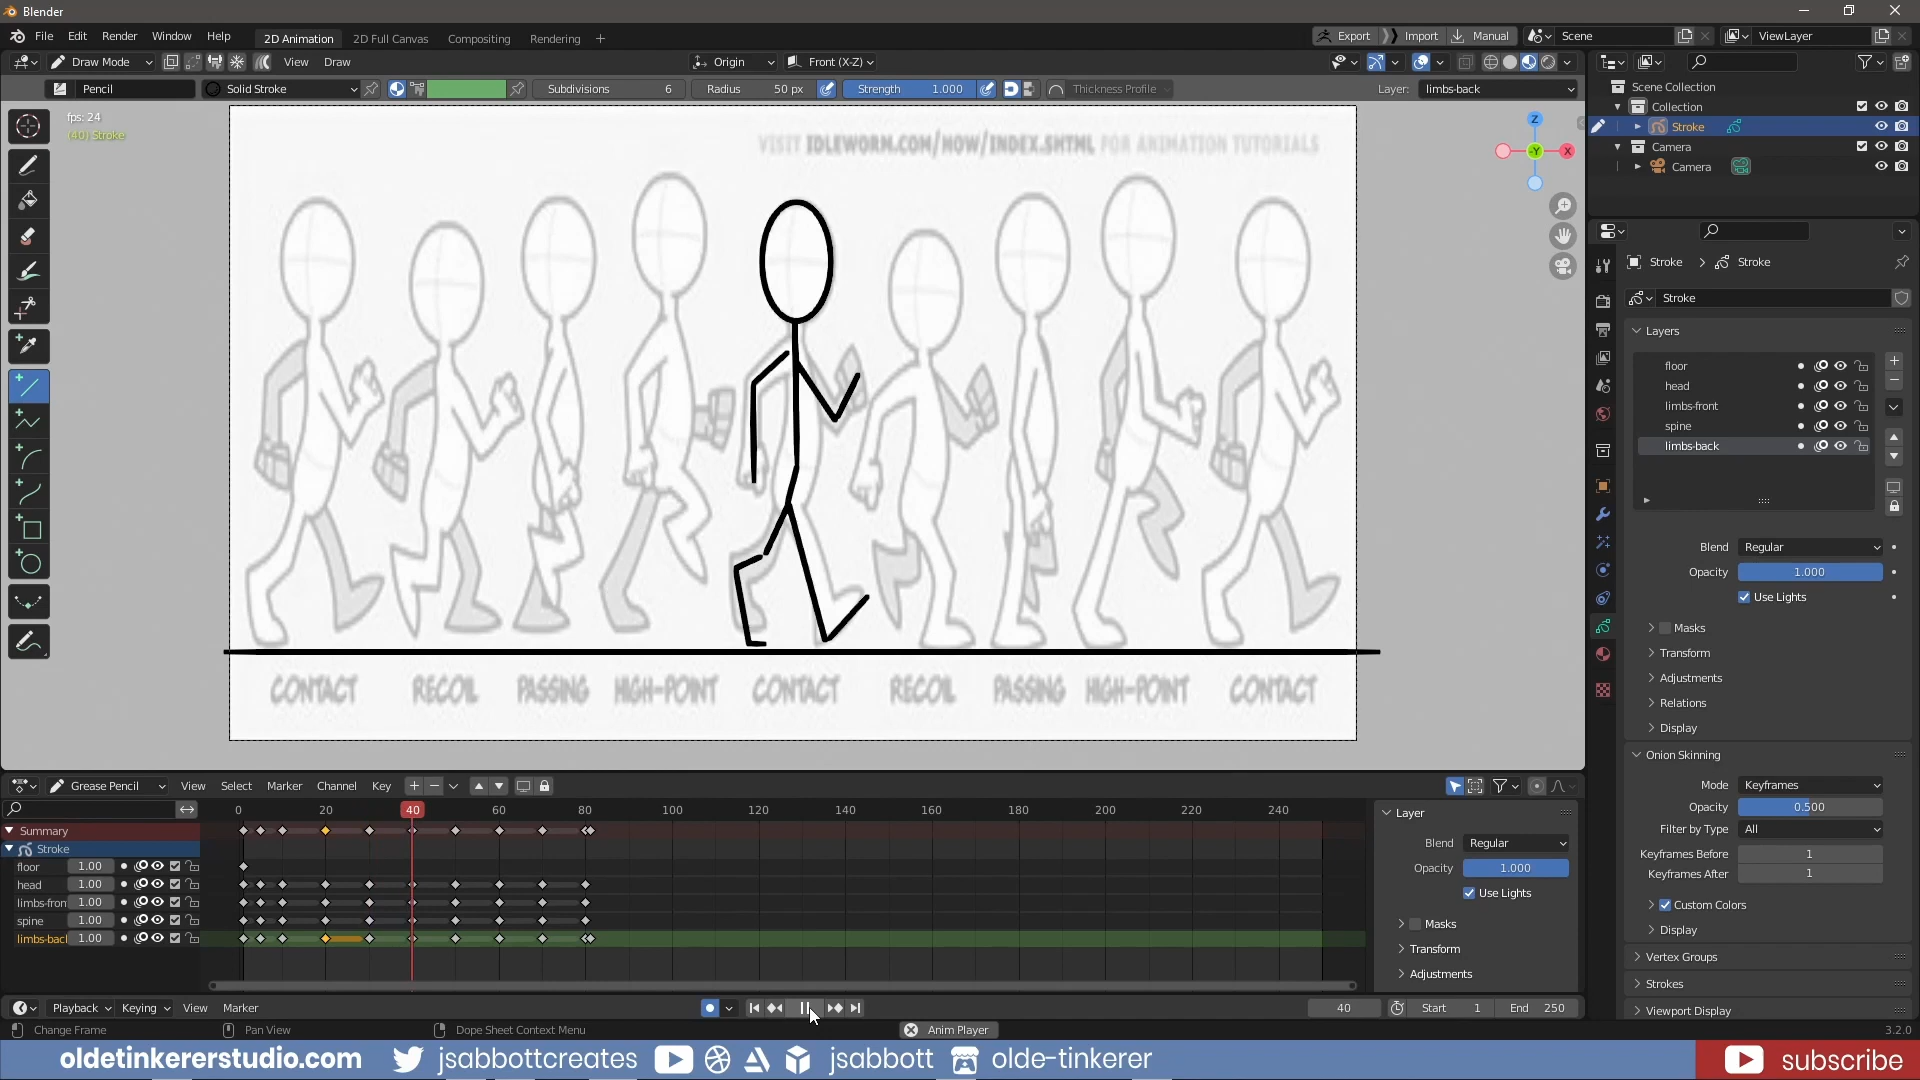 Blender
File Edit Render Window Help 2D Animation 2D Full Canvas Compositing Rendering + Export Import Manual Scene ViewLayer
Draw Mode View Draw Origin Front (X-Z)
Pencil Solid Stroke Subdivisions 6 Radius 50 px Strength 1.000 Thickness Profile Layer: limbs-back
fps: 24
(40) Stroke
VISIT IDLEWORM.COM/HOW/INDEX.SHTML FOR ANIMATION TUTORIALS
Z
-Y X
CONTACT RECOIL PASSING HIGH-POINT CONTACT RECOIL PASSING HIGH-POINT CONTACT
Scene Collection
Collection
Stroke
Camera
Camera
Stroke > Stroke
Stroke
Layers
floor
head
limbs-front
spine
limbs-back
Blend Regular
Opacity 1.000
Use Lights
Masks
Transform
Adjustments
Relations
Display
Onion Skinning
Mode Keyframes
Opacity 0.500
Filter by Type All
Keyframes Before 1
Keyframes After 1
Custom Colors
Display
Vertex Groups
Strokes
Viewport Display
Grease Pencil View Select Marker Channel Key
0 20 40 60 80 100 120 140 160 180 200 220 240
Summary
Stroke
floor 1.00
head 1.00
limbs-fron 1.00
spine 1.00
limbs-bacl 1.00
Layer
Blend Regular
Opacity 1.000
Use Lights
Masks
Transform
Adjustments
Playback Keying View Marker 40 Start 1 End 250
Change Frame Pan View Dope Sheet Context Menu Anim Player 3.2.0
oldetinkererstudio.com jsabbottcreates jsabbott olde-tinkerer subscribe